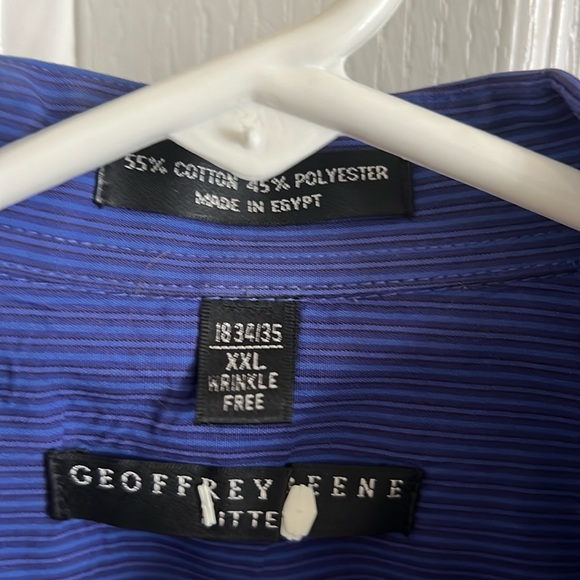 55% COTTON 45% POLYESTER
MADE IN EGYPT
18 34/35
XXL
WRINKLE
FREE
GEOFFREY